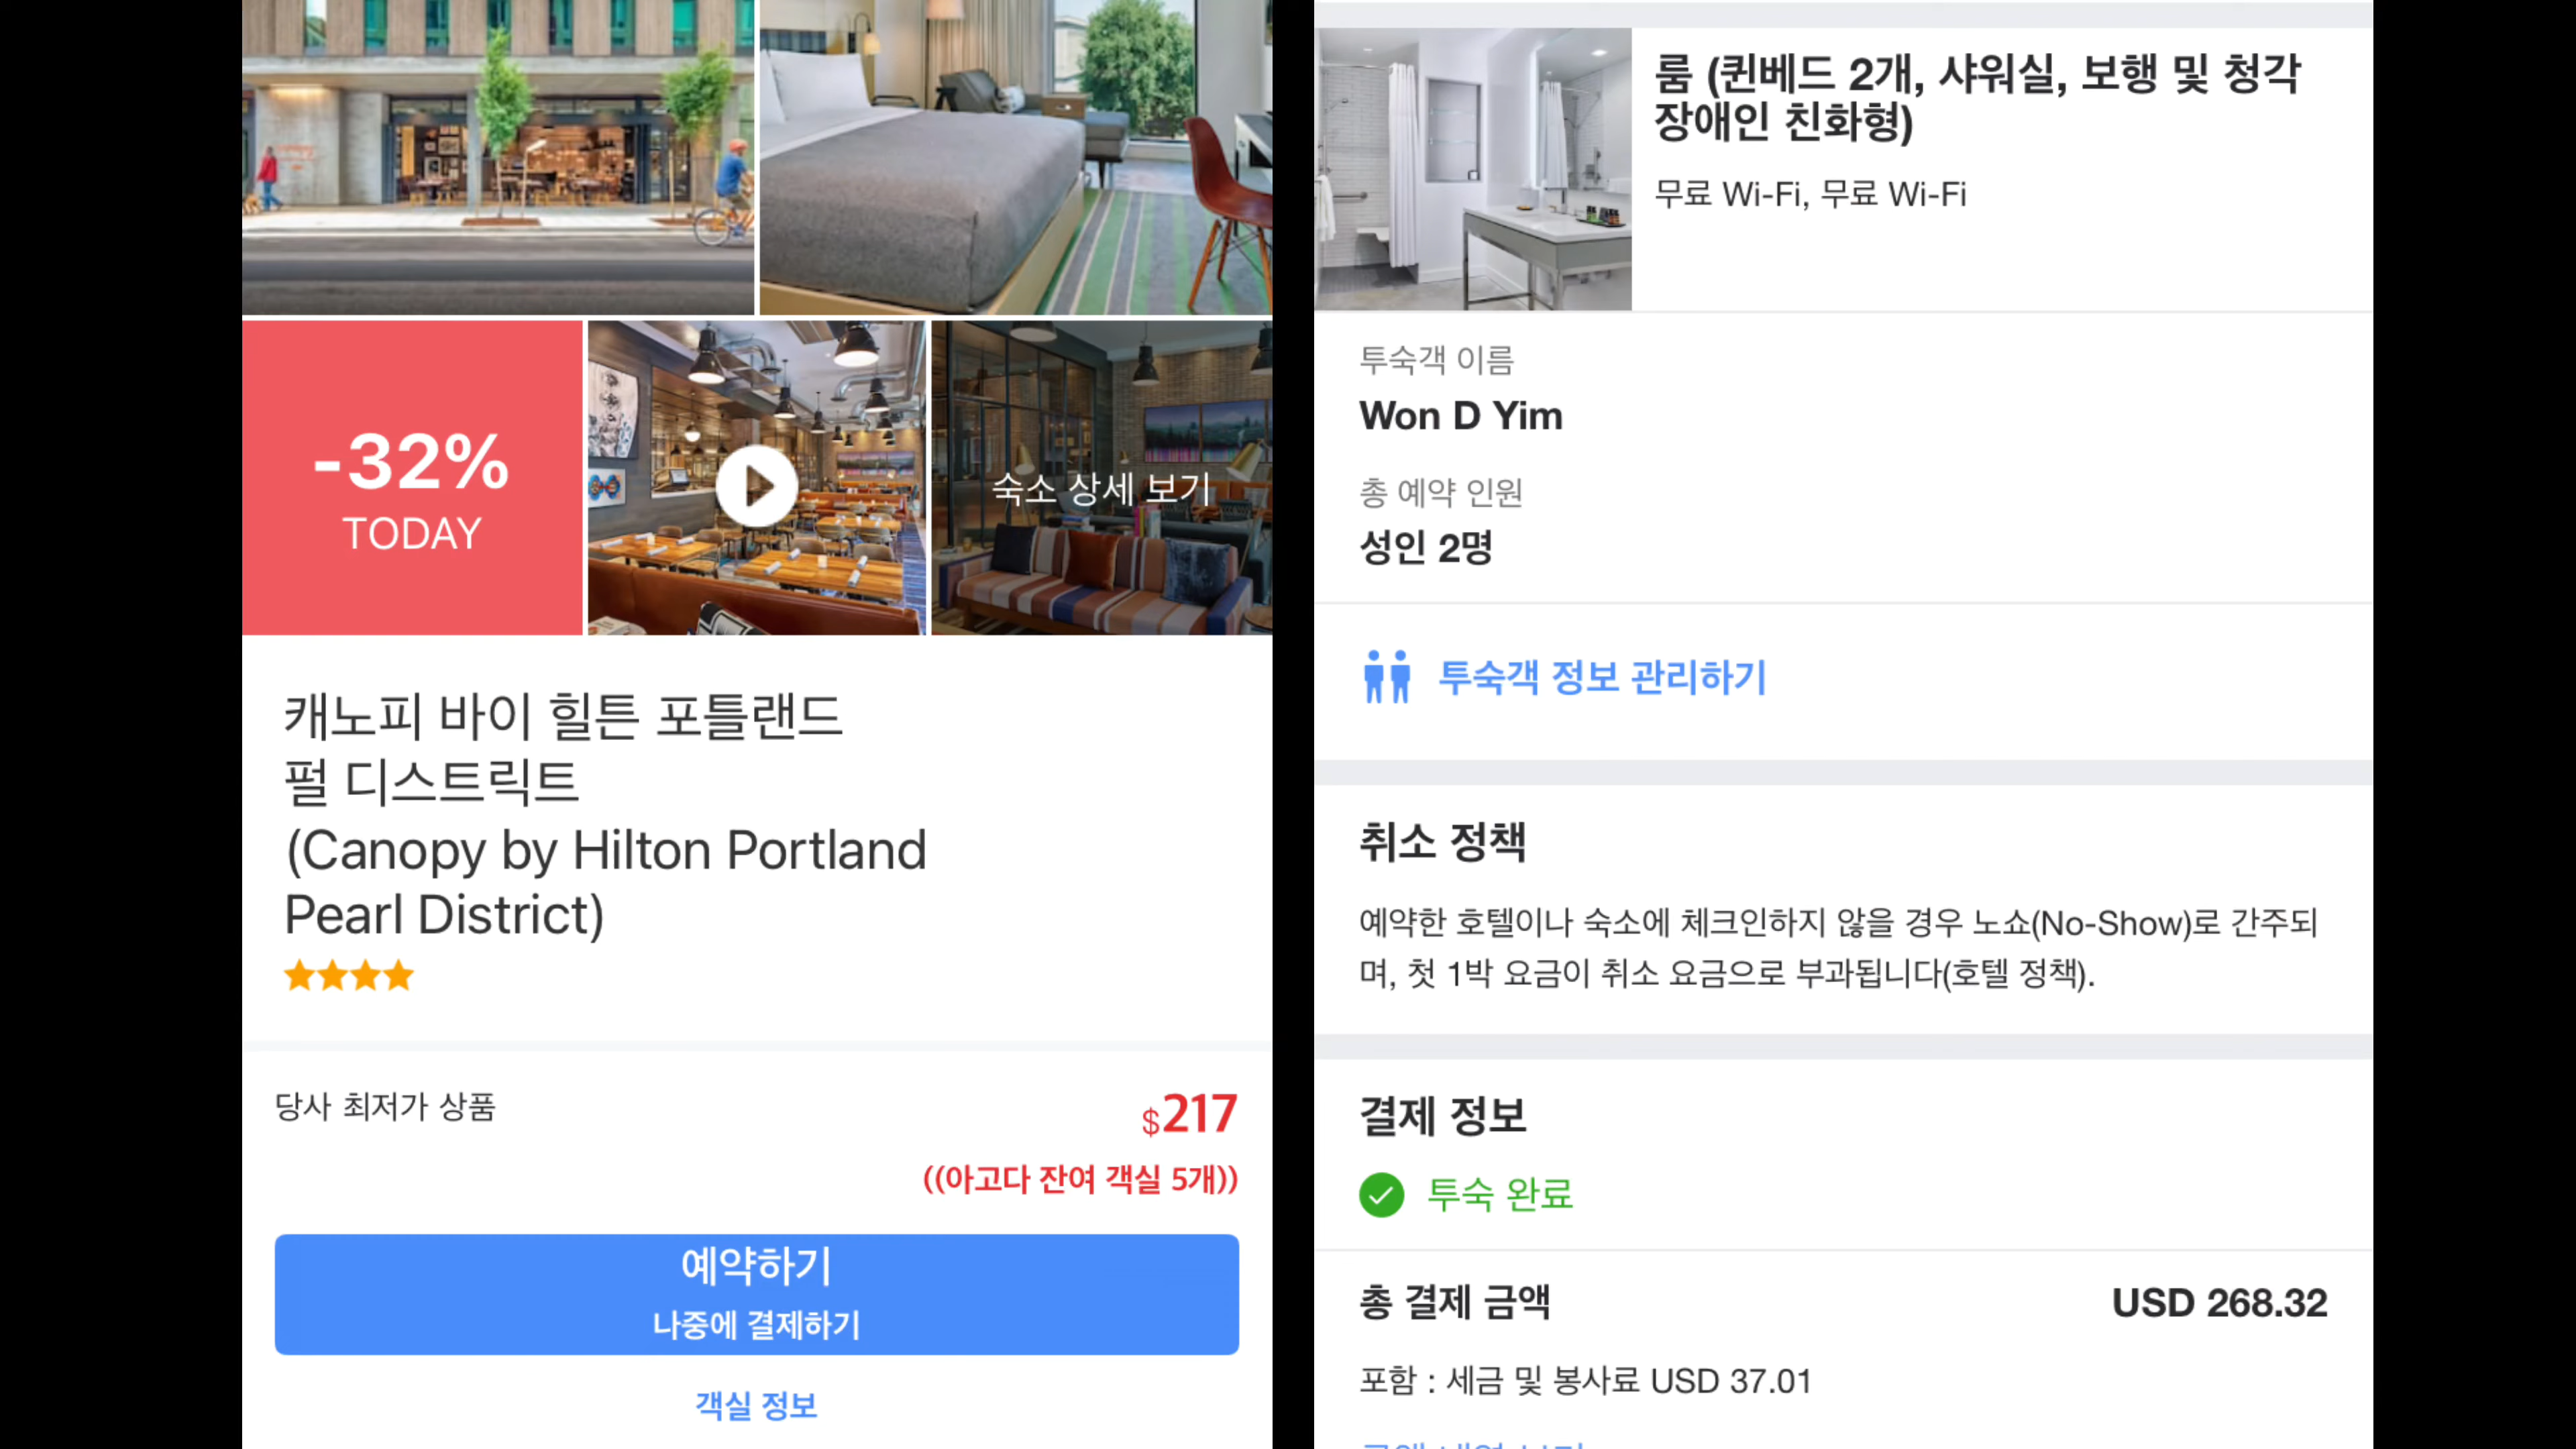 -32%
TODAY
숙소 상세 보기
캐노피 바이 힐튼 포틀랜드
펄 디스트릭트
(Canopy by Hilton Portland
Pearl District)
당사 최저가 상품
$217
((아고다 잔여 객실 5개))
예약하기
나중에 결제하기
객실 정보
룸 (퀸베드 2개, 샤워실, 보행 및 청각
장애인 친화형)
무료 Wi-Fi, 무료 Wi-Fi
투숙객 이름
Won D Yim
총 예약 인원
성인 2명
투숙객 정보 관리하기
취소 정책
예약한 호텔이나 숙소에 체크인하지 않을 경우 노쇼(No-Show)로 간주되
며, 첫 1박 요금이 취소 요금으로 부과됩니다(호텔 정책).
결제 정보
투숙 완료
총 결제 금액
USD 268.32
포함 : 세금 및 봉사료 USD 37.01